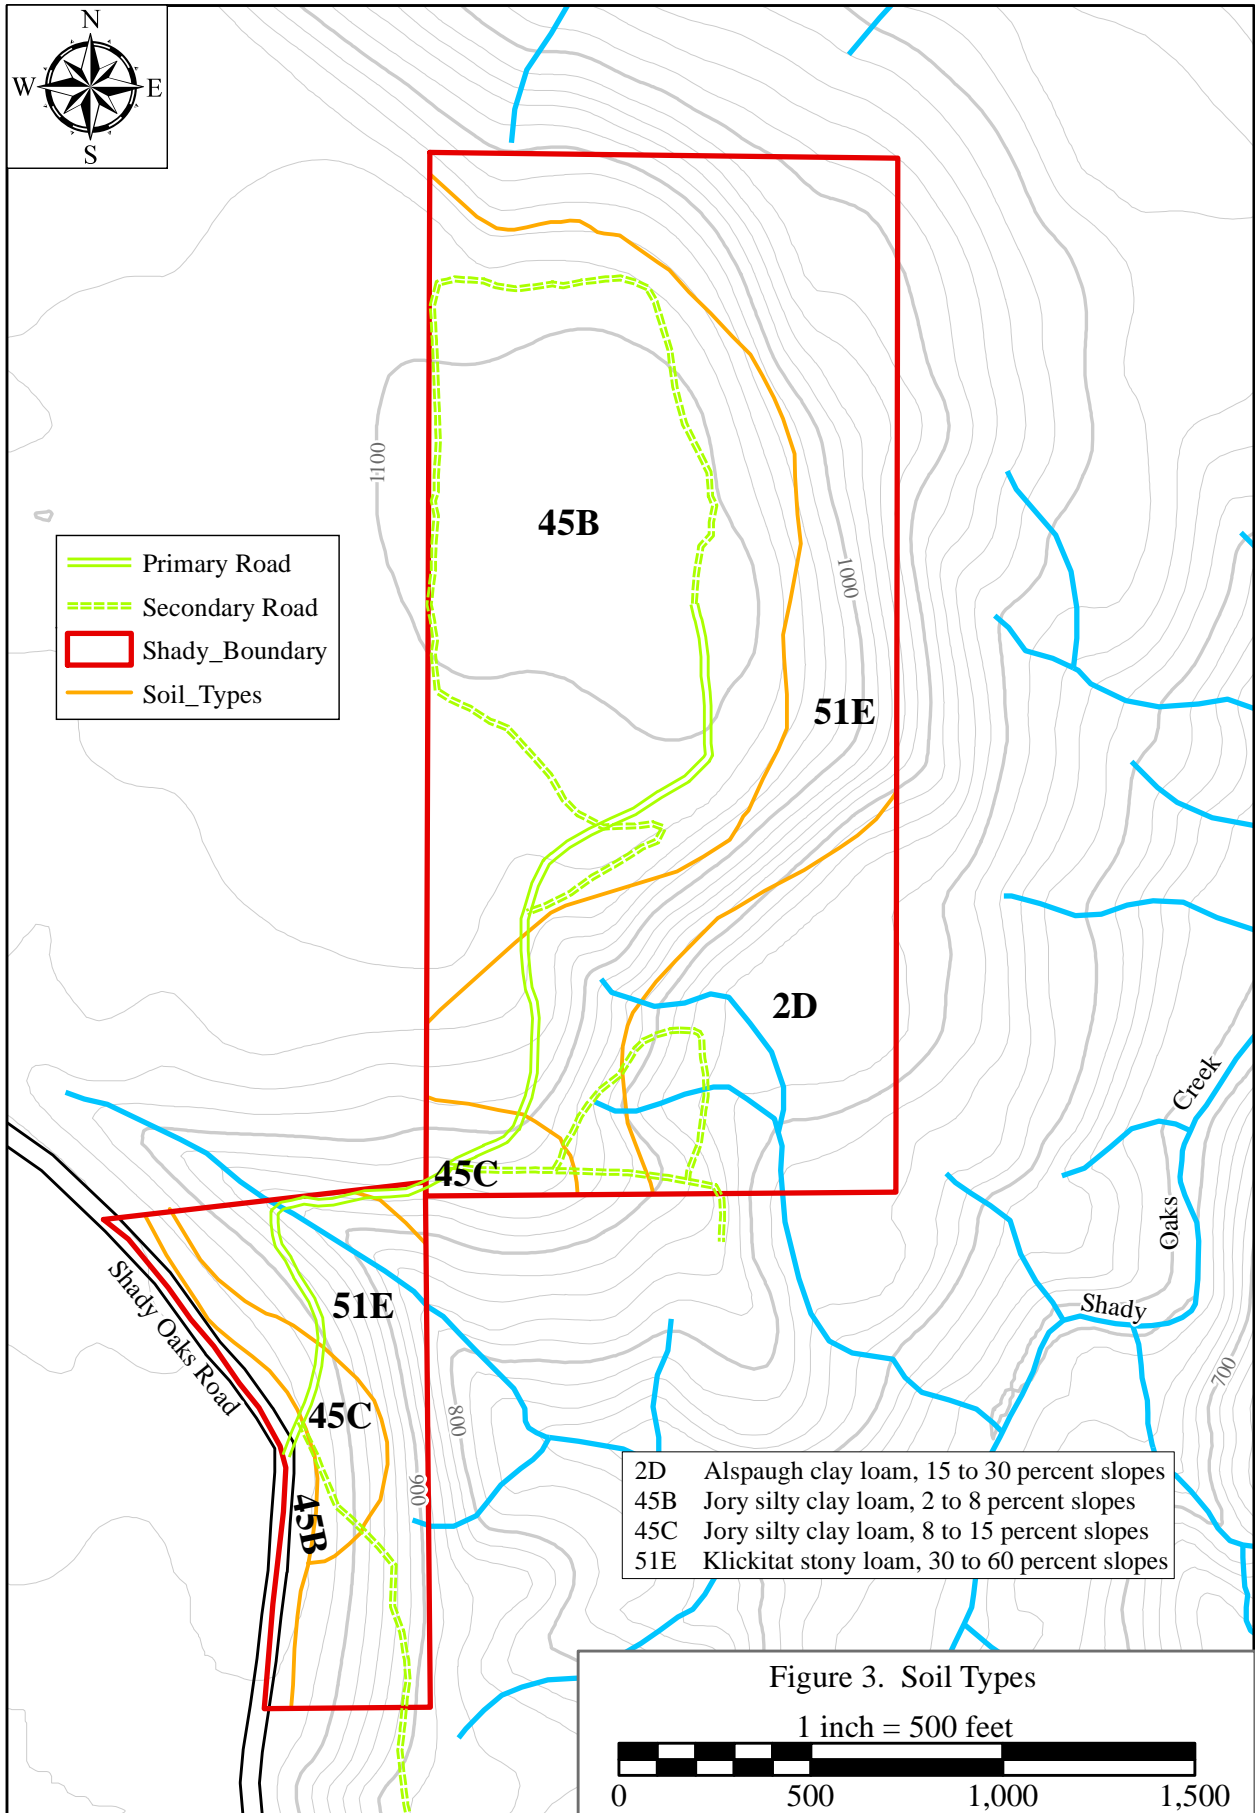 N
W E
S
1100
45B
Primary Road
1000
Secondary Road
Shady_Boundary
Soil_Types
51E
2D
Creek
45C
Oaks
Shady Oaks Road
51E
Shady
700
45C
800
900
45B
2D Alspaugh clay loam, 15 to 30 percent slopes
45B Jory silty clay loam, 2 to 8 percent slopes
45C Jory silty clay loam, 8 to 15 percent slopes
51E Klickitat stony loam, 30 to 60 percent slopes
Figure 3. Soil Types
1 inch = 500 feet
0 500 1,000 1,500